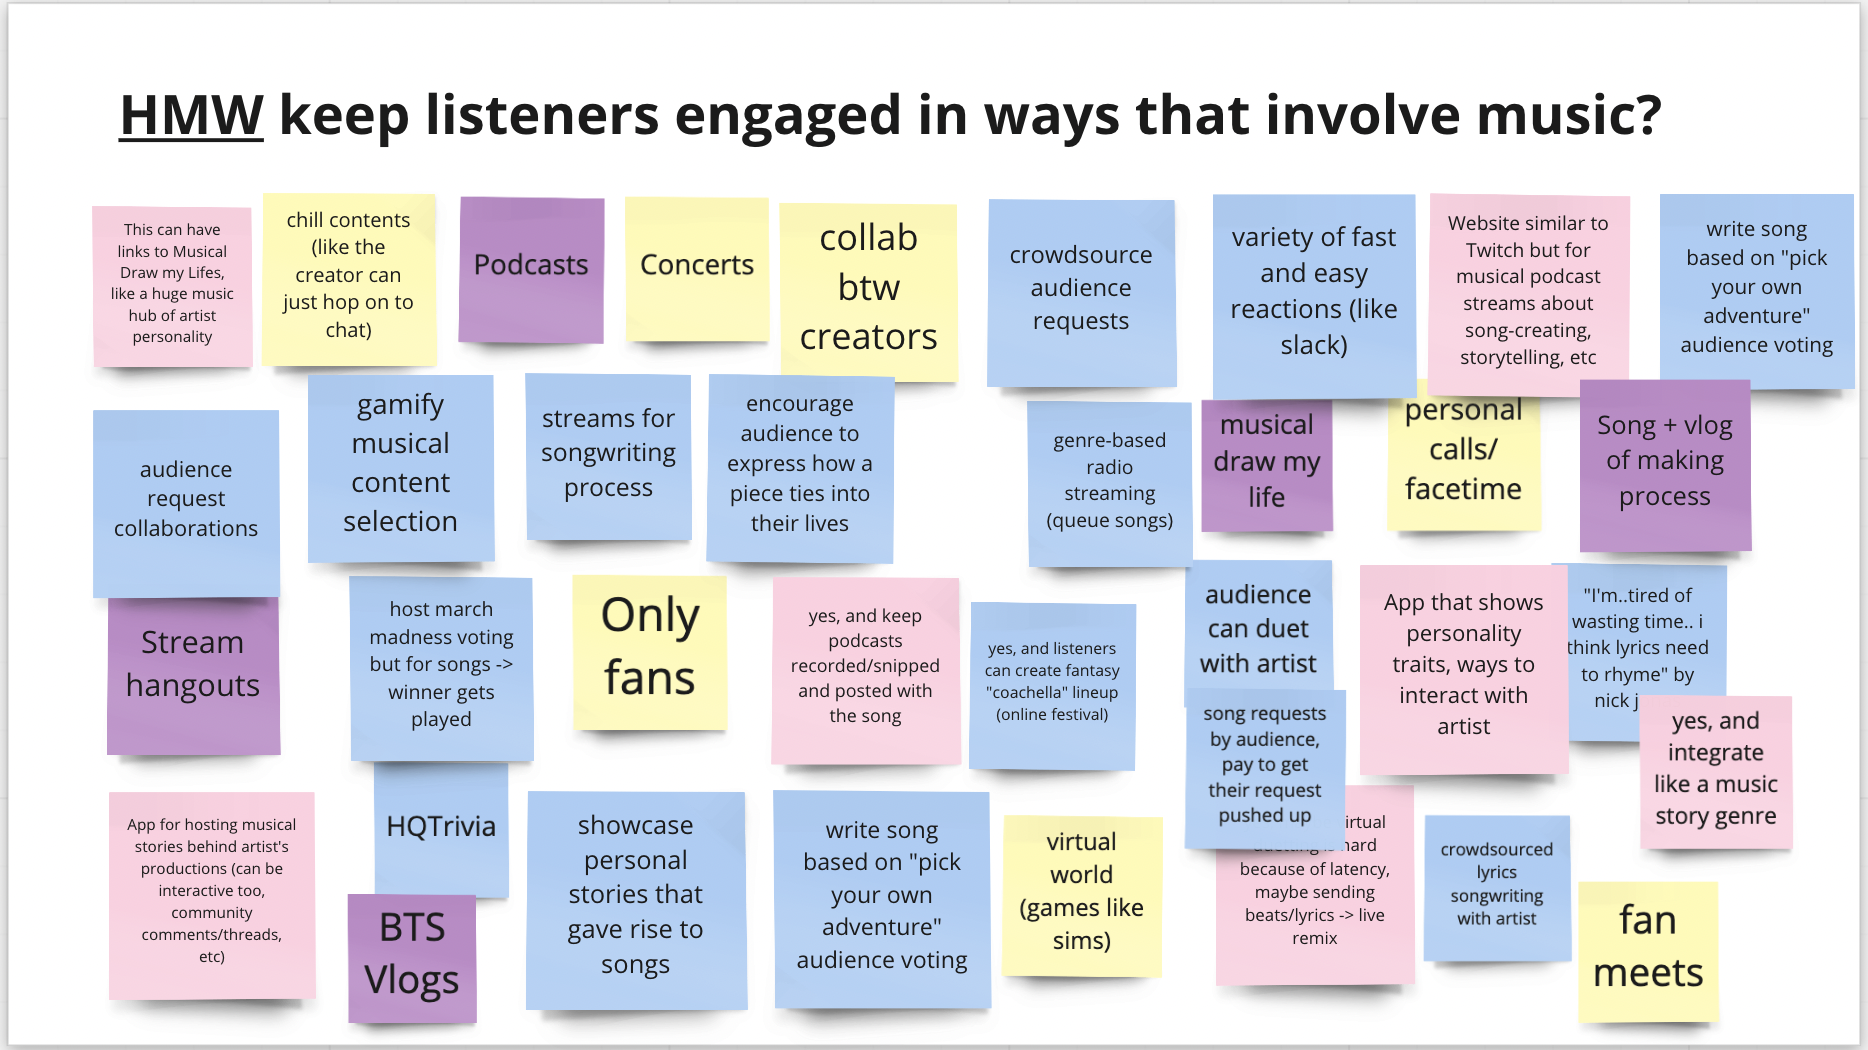 HMW keep listeners engaged in ways that involve music?
This can have
links to Musical
Draw my Lifes,
like a huge music
hub of artist
personality
chill contents
(like the
creator can
just hop on to
chat)
Podcasts
Concerts
collab
btw
creators
crowdsource
audience
requests
variety of fast
and easy
reactions (like
slack)
Website similar to
Twitch but for
musical podcast
streams about
song-creating,
storytelling, etc
write song
based on "pick
your own
adventure"
audience voting
audience
request
collaborations
gamify
musical
content
selection
streams for
songwriting
process
encourage
audience to
express how a
piece ties into
their lives
genre-based
radio
streaming
(queue songs)
musical
draw my
life
personal
calls/
facetime
Song + vlog
of making
process
Stream
hangouts
host march
madness voting
but for songs ->
winner gets
played
Only
fans
yes, and keep
podcasts
recorded/snipped
and posted with
the song
yes, and listeners
can create fantasy
"coachella" lineup
(online festival)
audience
can duet
with artist
App that shows
personality
traits, ways to
interact with
artist
"I'm..tired of
wasting time.. i
think lyrics need
to rhyme" by
nick
song requests
by audience,
pay to get
their request
pushed up
yes, and
integrate
like a music
story genre
App for hosting musical
stories behind artist's
productions (can be
interactive too,
community
comments/threads,
etc)
HQTrivia
BTS
Vlogs
showcase
personal
stories that
gave rise to
songs
write song
based on "pick
your own
adventure"
audience voting
virtual
world
(games like
sims)
because of latency,
maybe sending
beats/lyrics -> live
remix
crowdsourced
lyrics
songwriting
with artist
fan
meets